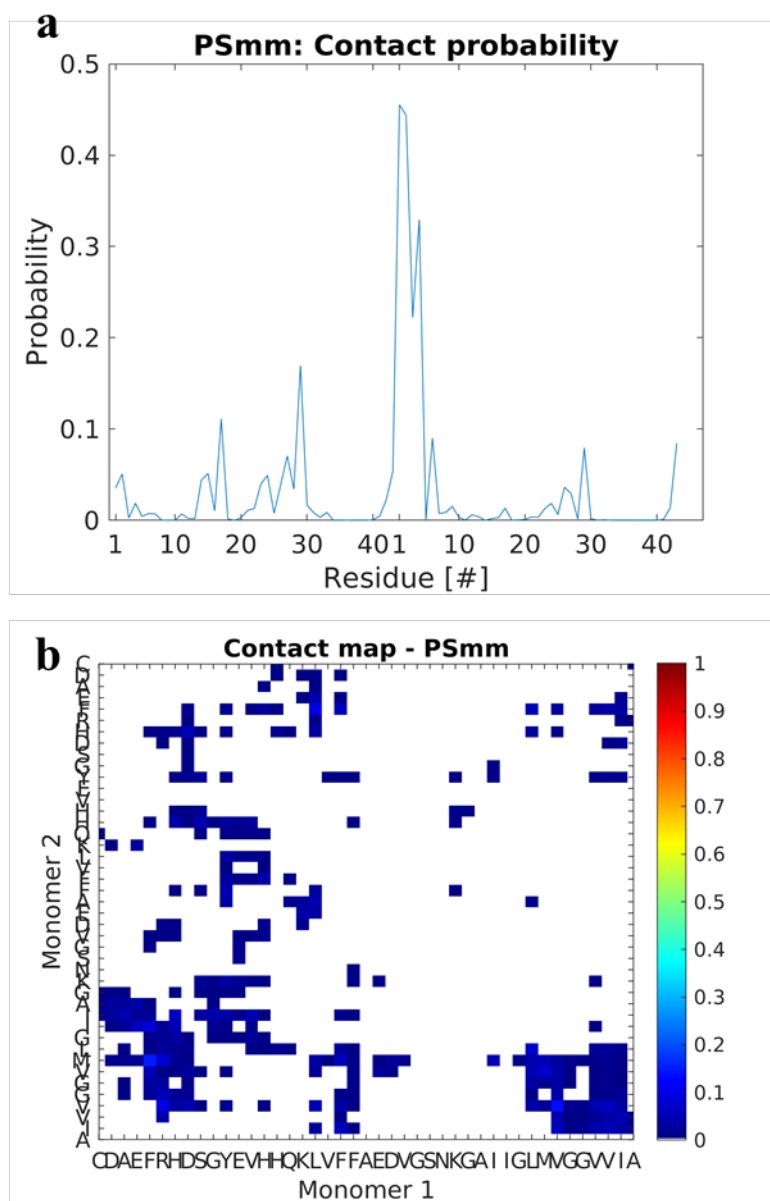 a
PSmm: Contact probability
0.5
0.4
0.3
0.2
0.1
0
Probability
1 10 20 30 40 1 10 20 30 40
Residue [#]
b
Contact map - PSmm
Monomer 2
D
A
E
F
Y
Q
K
V
A
D
V
G
S
N
K
G
A
G
M
V
G
G
V
V
I
A
1
0.9
0.8
0.7
0.6
0.5
0.4
0.3
0.2
0.1
0
CDAEFRHDSGYEVHHQKLVFFAEDVGSNKGAIIGLMVGGVVIA
Monomer 1